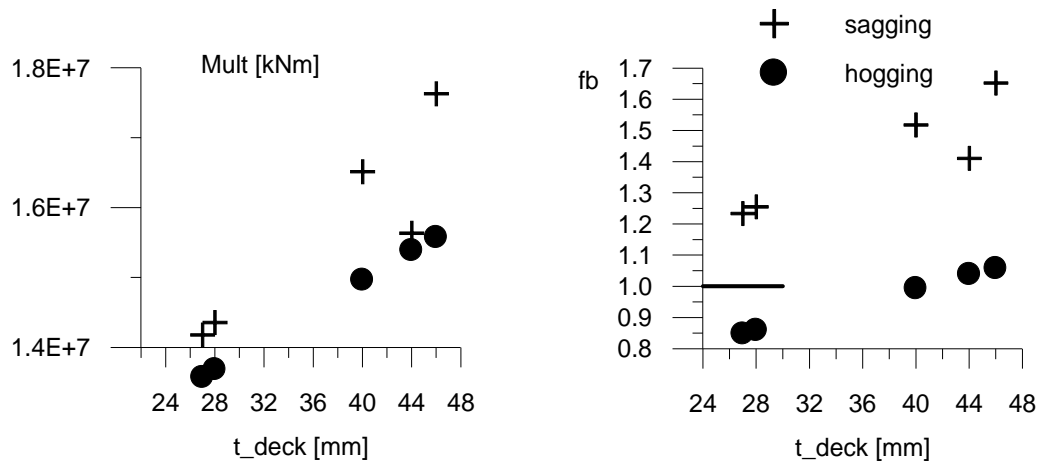 Mult [kNm]
1.8E+7
1.6E+7
1.4E+7
24 28 32 36 40 44 48
t_deck [mm]
sagging
hogging
fb
1.7
1.6
1.5
1.4
1.3
1.2
1.1
1.0
0.9
0.8
24 28 32 36 40 44 48
t_deck [mm]